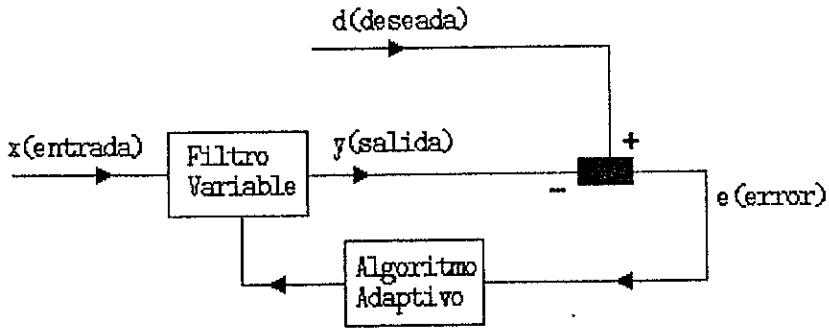 d(deseada)
x(entrada)
Filtro
Variable
y(salida)
+
-
e(error)
Algoritmo
Adaptivo